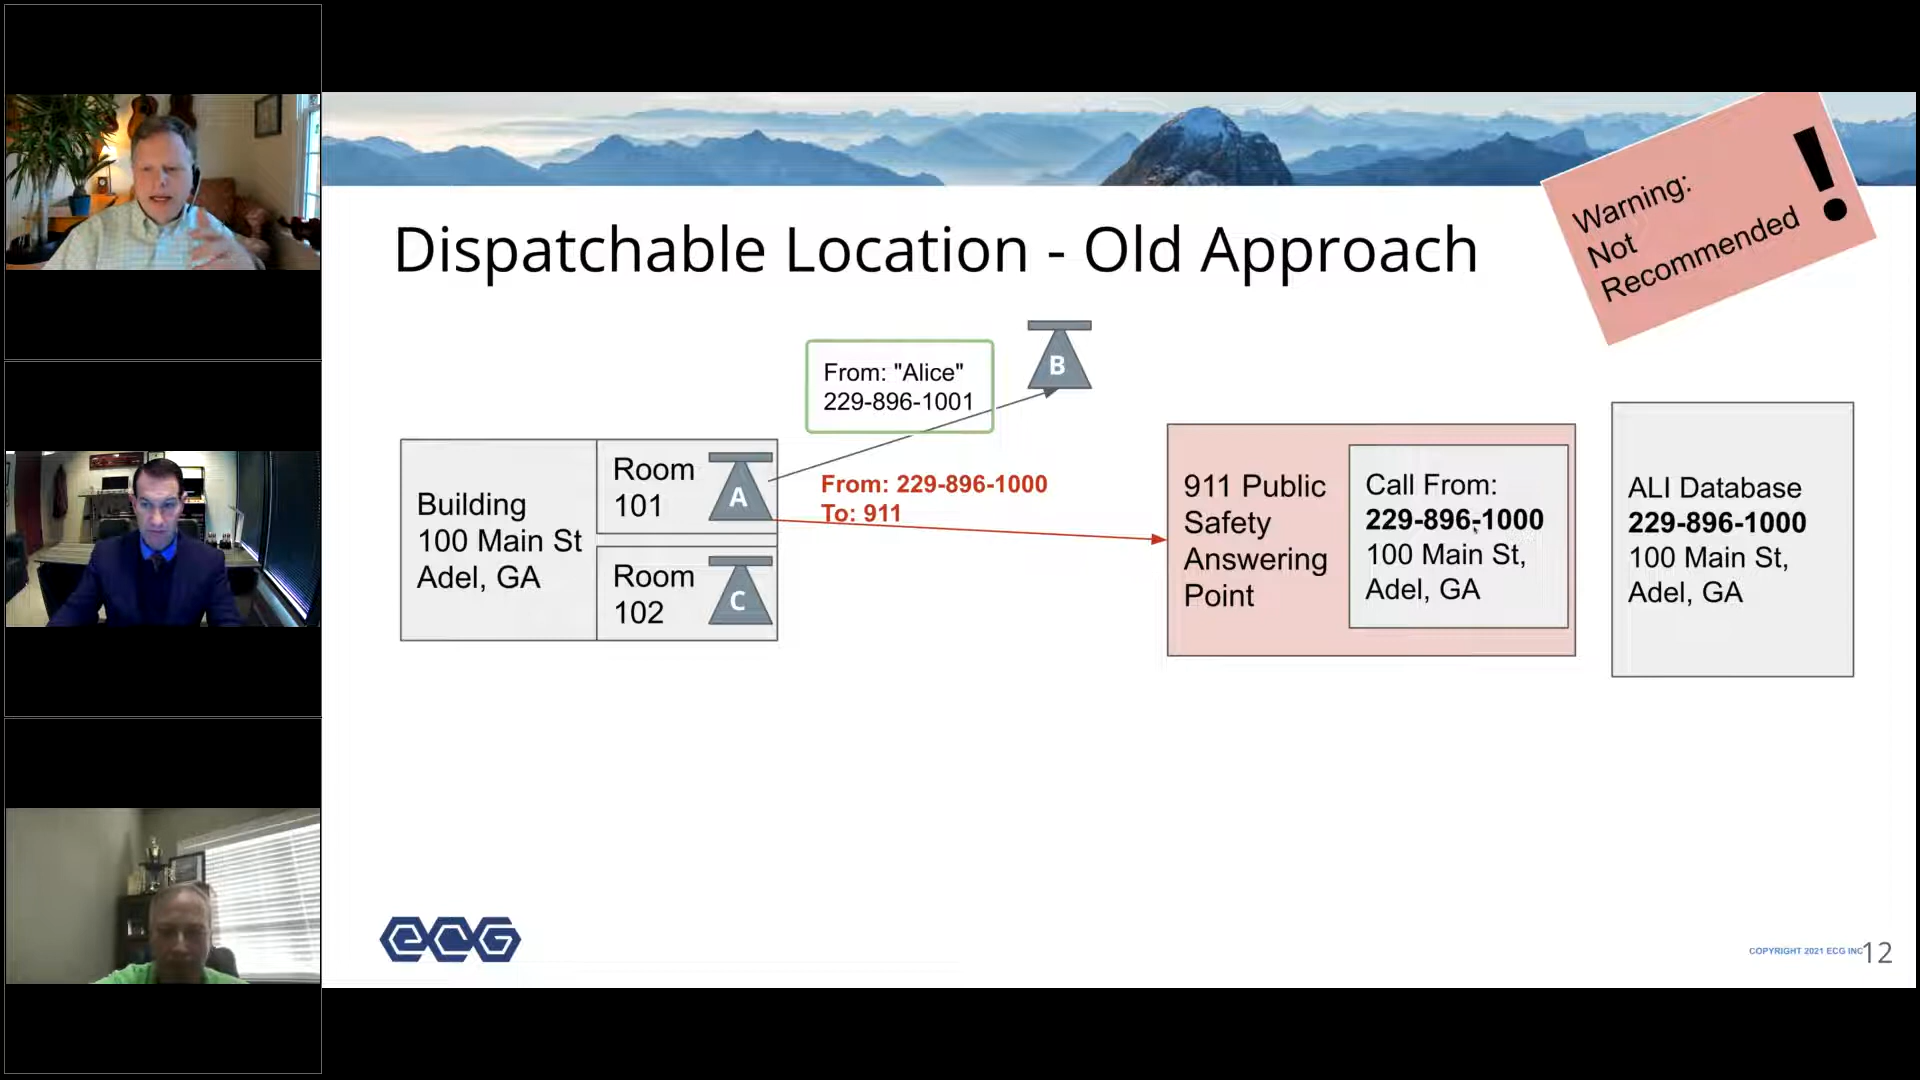 Dispatchable Location - Old Approach
Warning:
Not
Recommended
!
From: "Alice"
229-896-1001
B
Building
100 Main St
Adel, GA
Room
101
A
Room
102
C
From: 229-896-1000
To: 911
911 Public
Safety
Answering
Point
Call From:
229-896-1000
100 Main St,
Adel, GA
ALI Database
229-896-1000
100 Main St,
Adel, GA
ecg
COPYRIGHT 2021 ECG INC
12